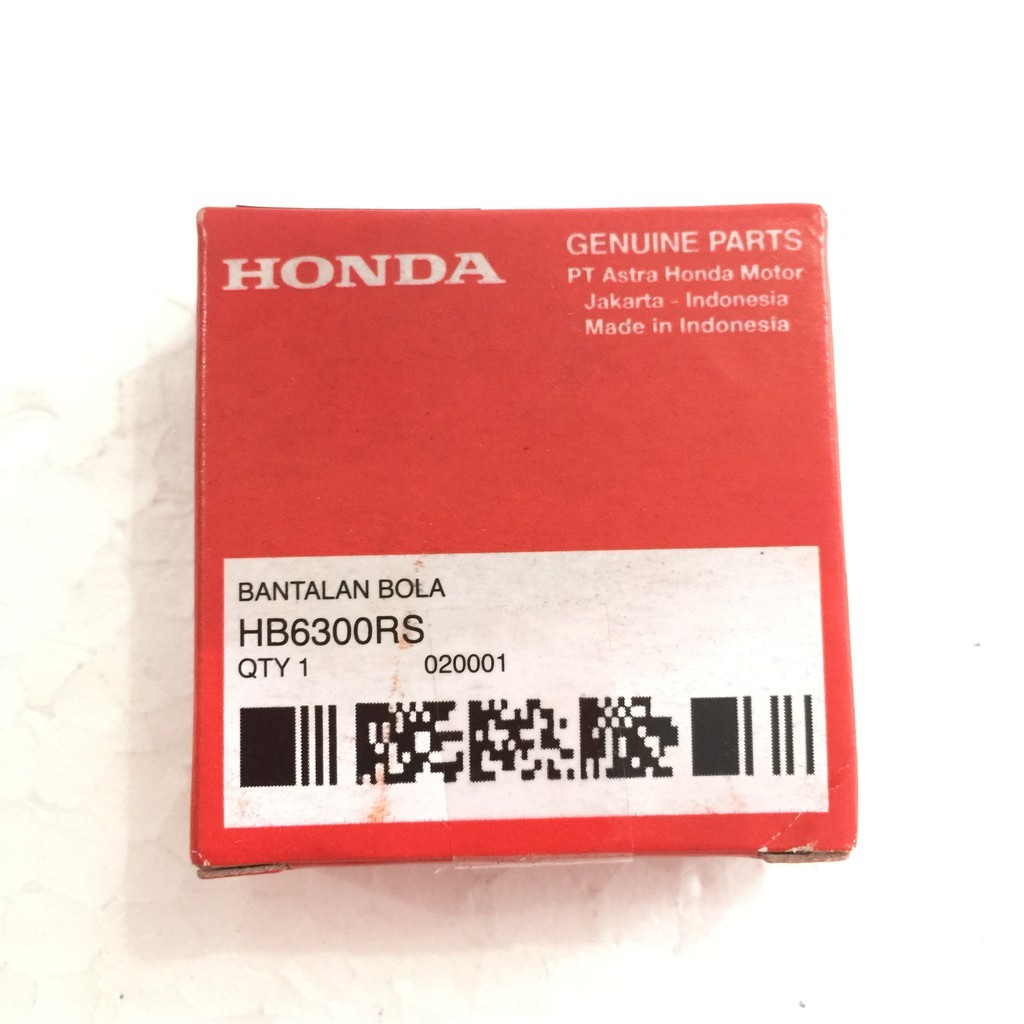 HONDA
GENUINE PARTS
PT Astra Honda Motor
Jakarta - Indonesia
Made in Indonesia
BANTALAN BOLA
HB6300RS
QTY 1 020001